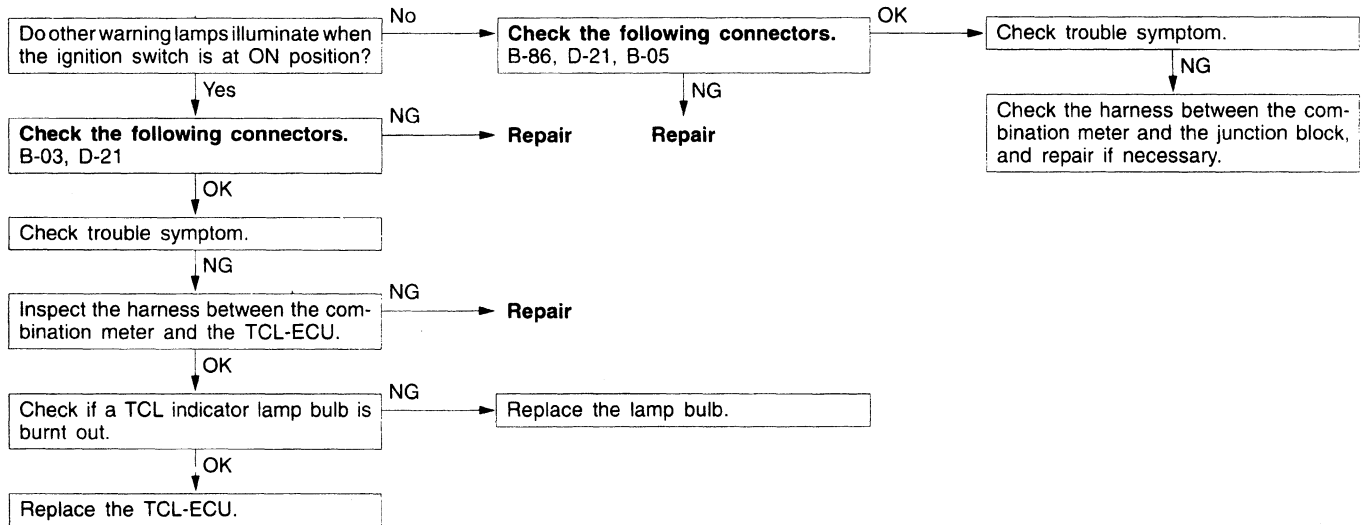 Do other warning lamps illuminate when
the ignition switch is at ON position?
No
Check the following connectors.
B-86, D-21, B-05
OK
Check trouble symptom.
NG
Check the harness between the com-
bination meter and the junction block,
and repair if necessary.
NG
Repair
Yes
Check the following connectors.
B-03, D-21
NG
Repair
OK
Check trouble symptom.
NG
Inspect the harness between the com-
bination meter and the TCL-ECU.
NG
Repair
OK
Check if a TCL indicator lamp bulb is
burnt out.
NG
Replace the lamp bulb.
OK
Replace the TCL-ECU.